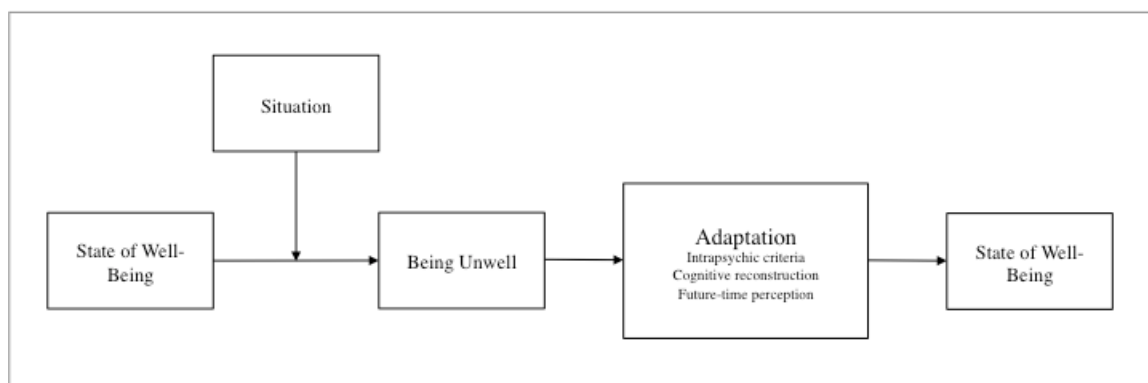 Situation
State of Well-
Being
Being Unwell
Adaptation
Intrapsychic criteria
Cognitive reconstruction
Future-time perception
State of Well-
Being